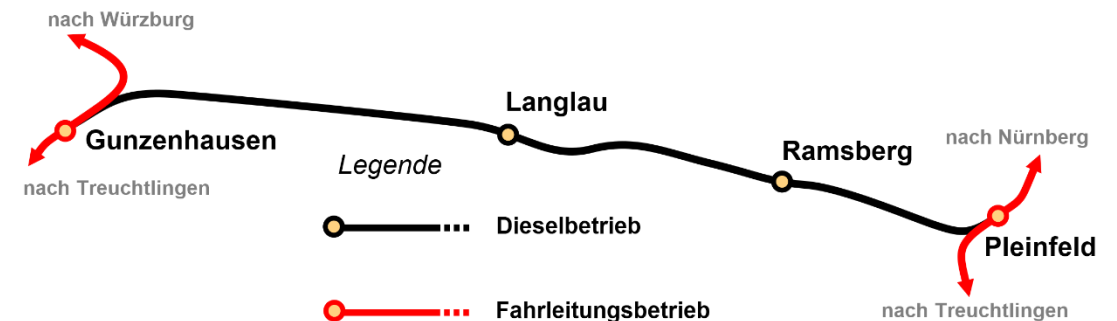 nach Würzburg
Langlau
Gunzenhausen
nach Treuchtlingen
Ramsberg
nach Nürnberg
Pleinfeld
nach Treuchtlingen
Legende
Dieselbetrieb
Fahrleitungsbetrieb